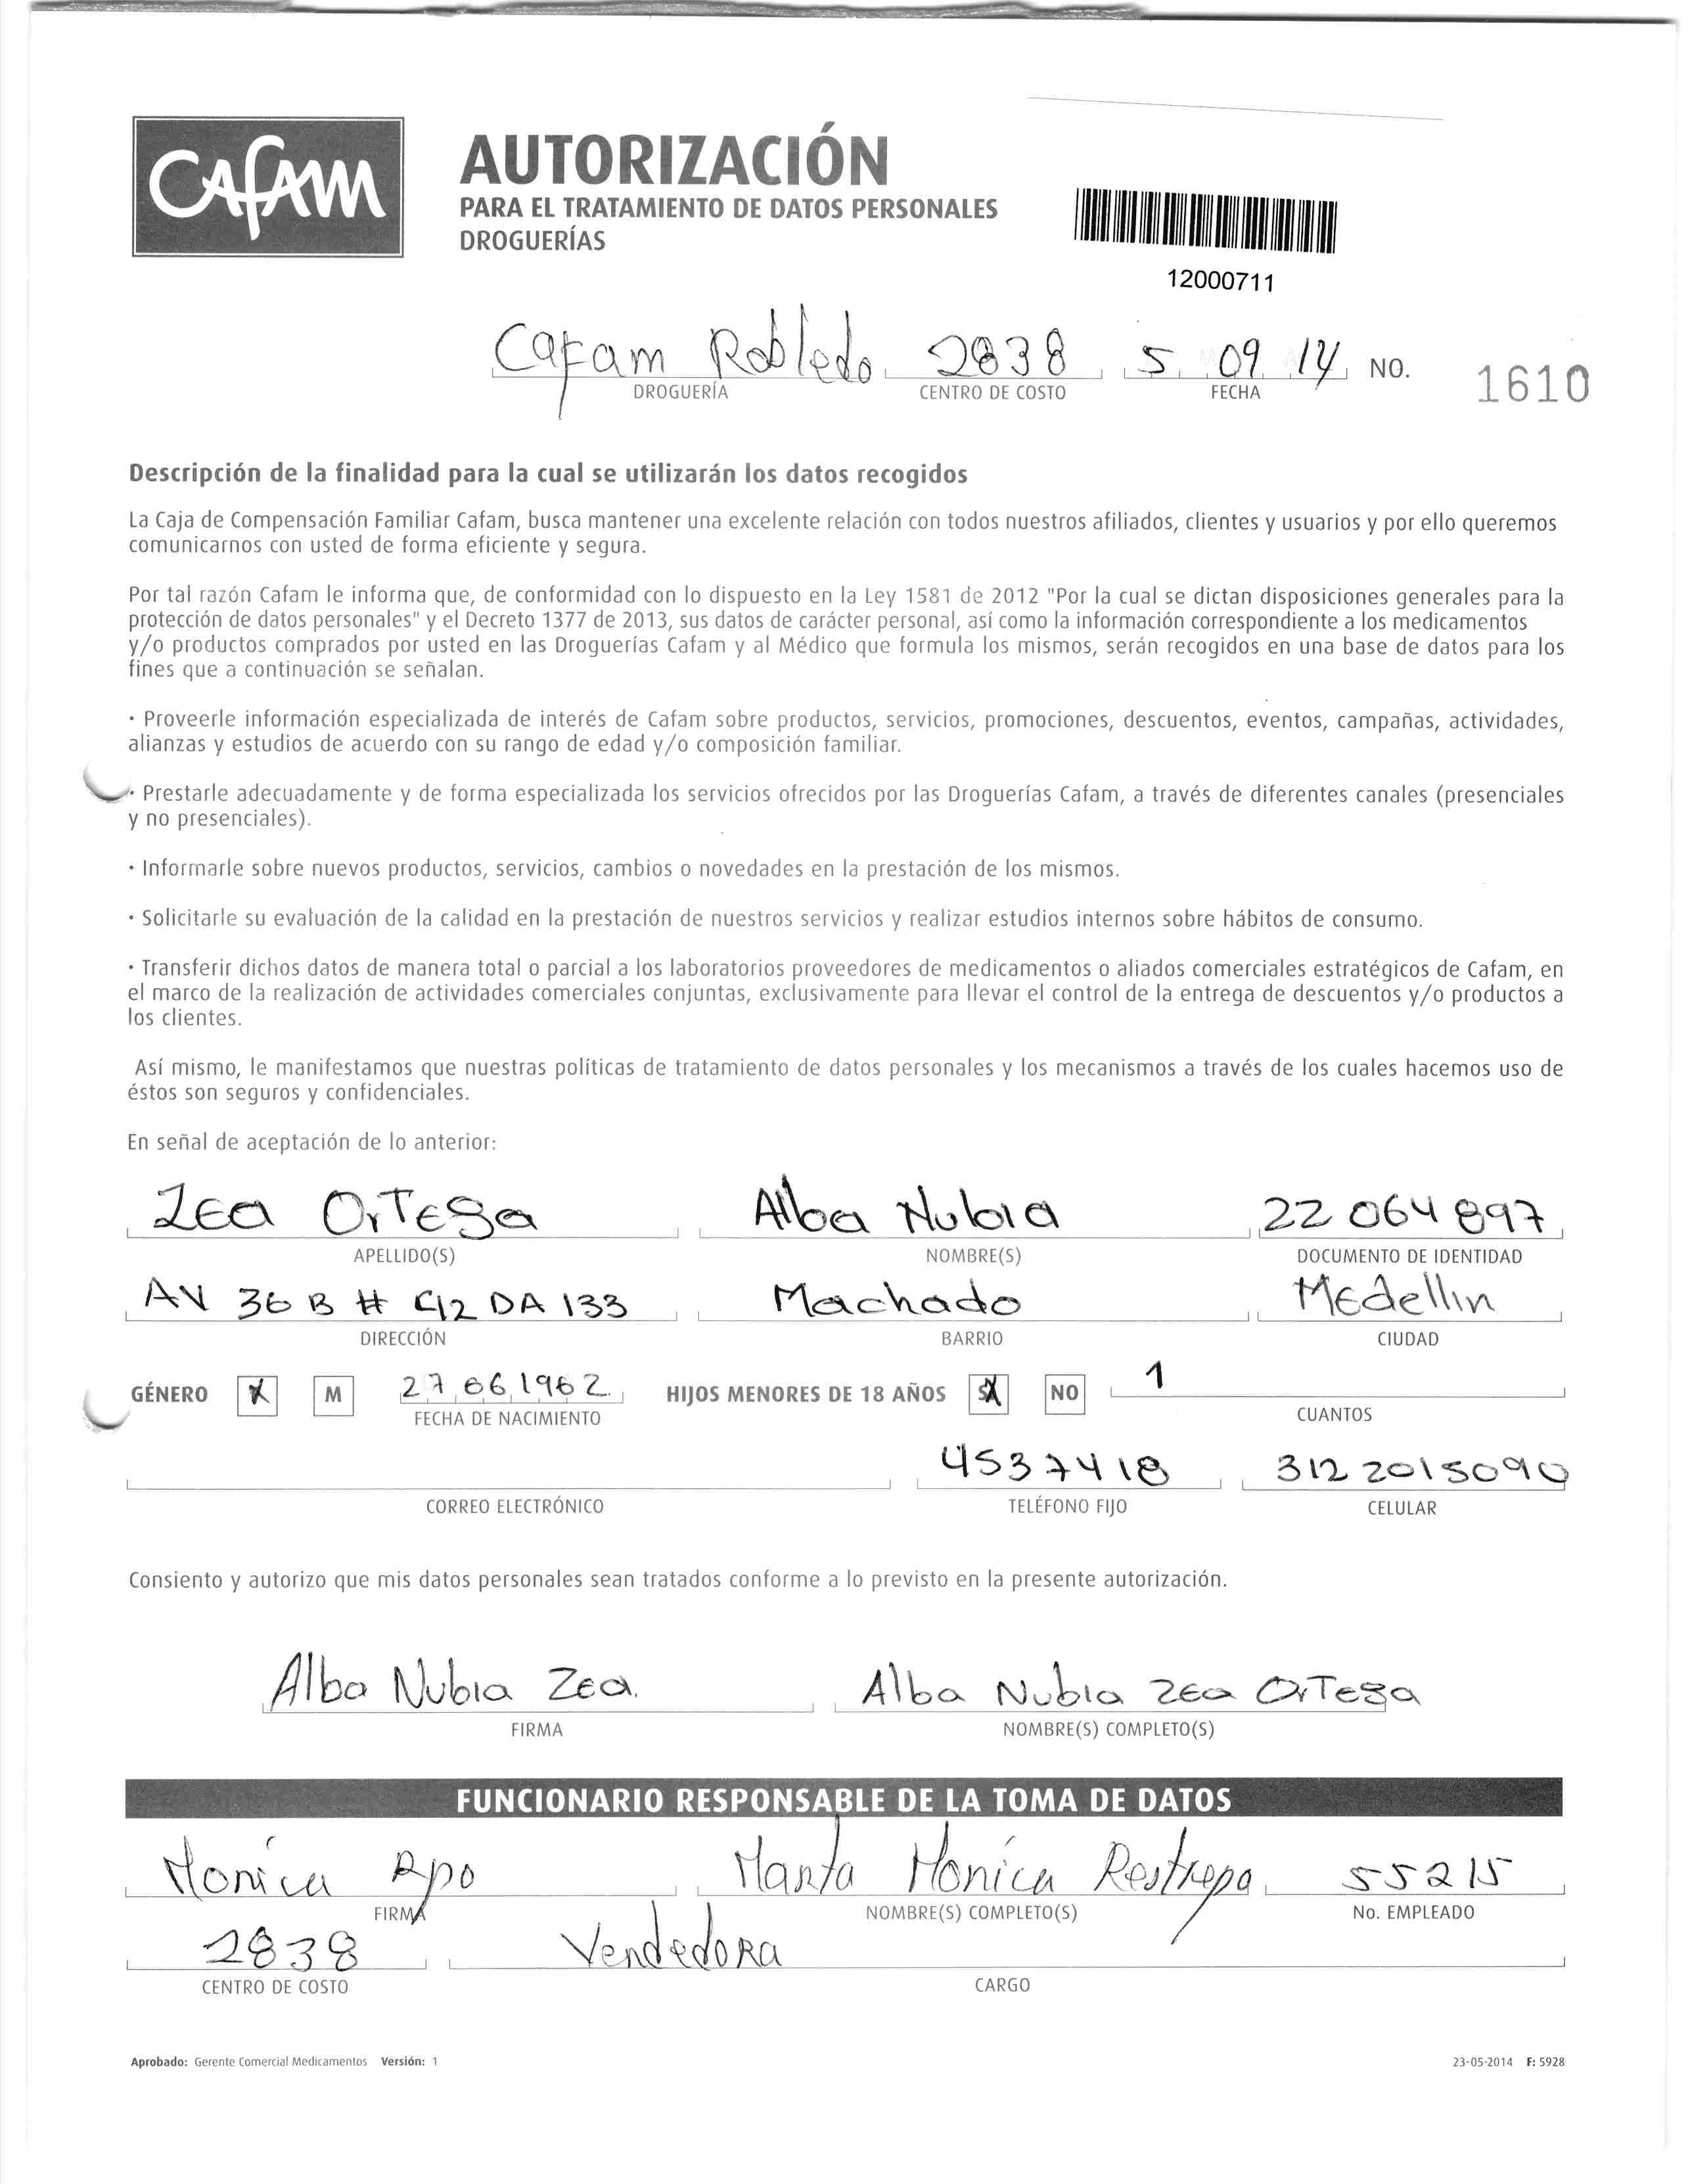 CAFAM
AUTORIZACIÓN
PARA EL TRATAMIENTO DE DATOS PERSONALES
DROGUERÍAS
12000711
Cafam Robledo 2838 5 09 14 NO. 1610
DROGUERÍA CENTRO DE COSTO FECHA
Descripción de la finalidad para la cual se utilizarán los datos recogidos
La Caja de Compensación Familiar Cafam, busca mantener una excelente relación con todos nuestros afiliados, clientes y usuarios y por ello queremos
comunicarnos con usted de forma eficiente y segura.
Por tal razón Cafam le informa que, de conformidad con lo dispuesto en la Ley 1581 de 2012 "Por la cual se dictan disposiciones generales para la
protección de datos personales" y el Decreto 1377 de 2013, sus datos de carácter personal, así como la información correspondiente a los medicamentos
y/o productos comprados por usted en las Droguerías Cafam y al Médico que formula los mismos, serán recogidos en una base de datos para los
fines que a continuación se señalan.
· Proveerle información especializada de interés de Cafam sobre productos, servicios, promociones, descuentos, eventos, campañas, actividades,
alianzas y estudios de acuerdo con su rango de edad y/o composición familiar.
· Prestarle adecuadamente y de forma especializada los servicios ofrecidos por las Droguerías Cafam, a través de diferentes canales (presenciales
y no presenciales).
· Informarle sobre nuevos productos, servicios, cambios o novedades en la prestación de los mismos.
· Solicitarle su evaluación de la calidad en la prestación de nuestros servicios y realizar estudios internos sobre hábitos de consumo.
· Transferir dichos datos de manera total o parcial a los laboratorios proveedores de medicamentos o aliados comerciales estratégicos de Cafam, en
el marco de la realización de actividades comerciales conjuntas, exclusivamente para llevar el control de la entrega de descuentos y/o productos a
los clientes.
Así mismo, le manifestamos que nuestras políticas de tratamiento de datos personales y los mecanismos a través de los cuales hacemos uso de
éstos son seguros y confidenciales.
En señal de aceptación de lo anterior:
Zea OrTega Alba Nubia 22 064 897
APELLIDO(S) NOMBRE(S) DOCUMENTO DE IDENTIDAD
AV 36 B # C12 DA 133 Machado Medellin
DIRECCIÓN BARRIO CIUDAD
GÉNERO X M 27 06 1962 HIJOS MENORES DE 18 AÑOS SI X NO 1
FECHA DE NACIMIENTO CUANTOS
4537418 312 2015090
CORREO ELECTRÓNICO TELÉFONO FIJO CELULAR
Consiento y autorizo que mis datos personales sean tratados conforme a lo previsto en la presente autorización.
Alba Nubia Zea. Alba Nubia Zea OrTega
FIRMA NOMBRE(S) COMPLETO(S)
FUNCIONARIO RESPONSABLE DE LA TOMA DE DATOS
Monica Rpo Marta Monica Restrepo 55215
FIRMA NOMBRE(S) COMPLETO(S) No. EMPLEADO
2838 Vendedora
CENTRO DE COSTO CARGO
Aprobado: Gerente Comercial Medicamentos Versión: 1 23-05-2014 F: 5928